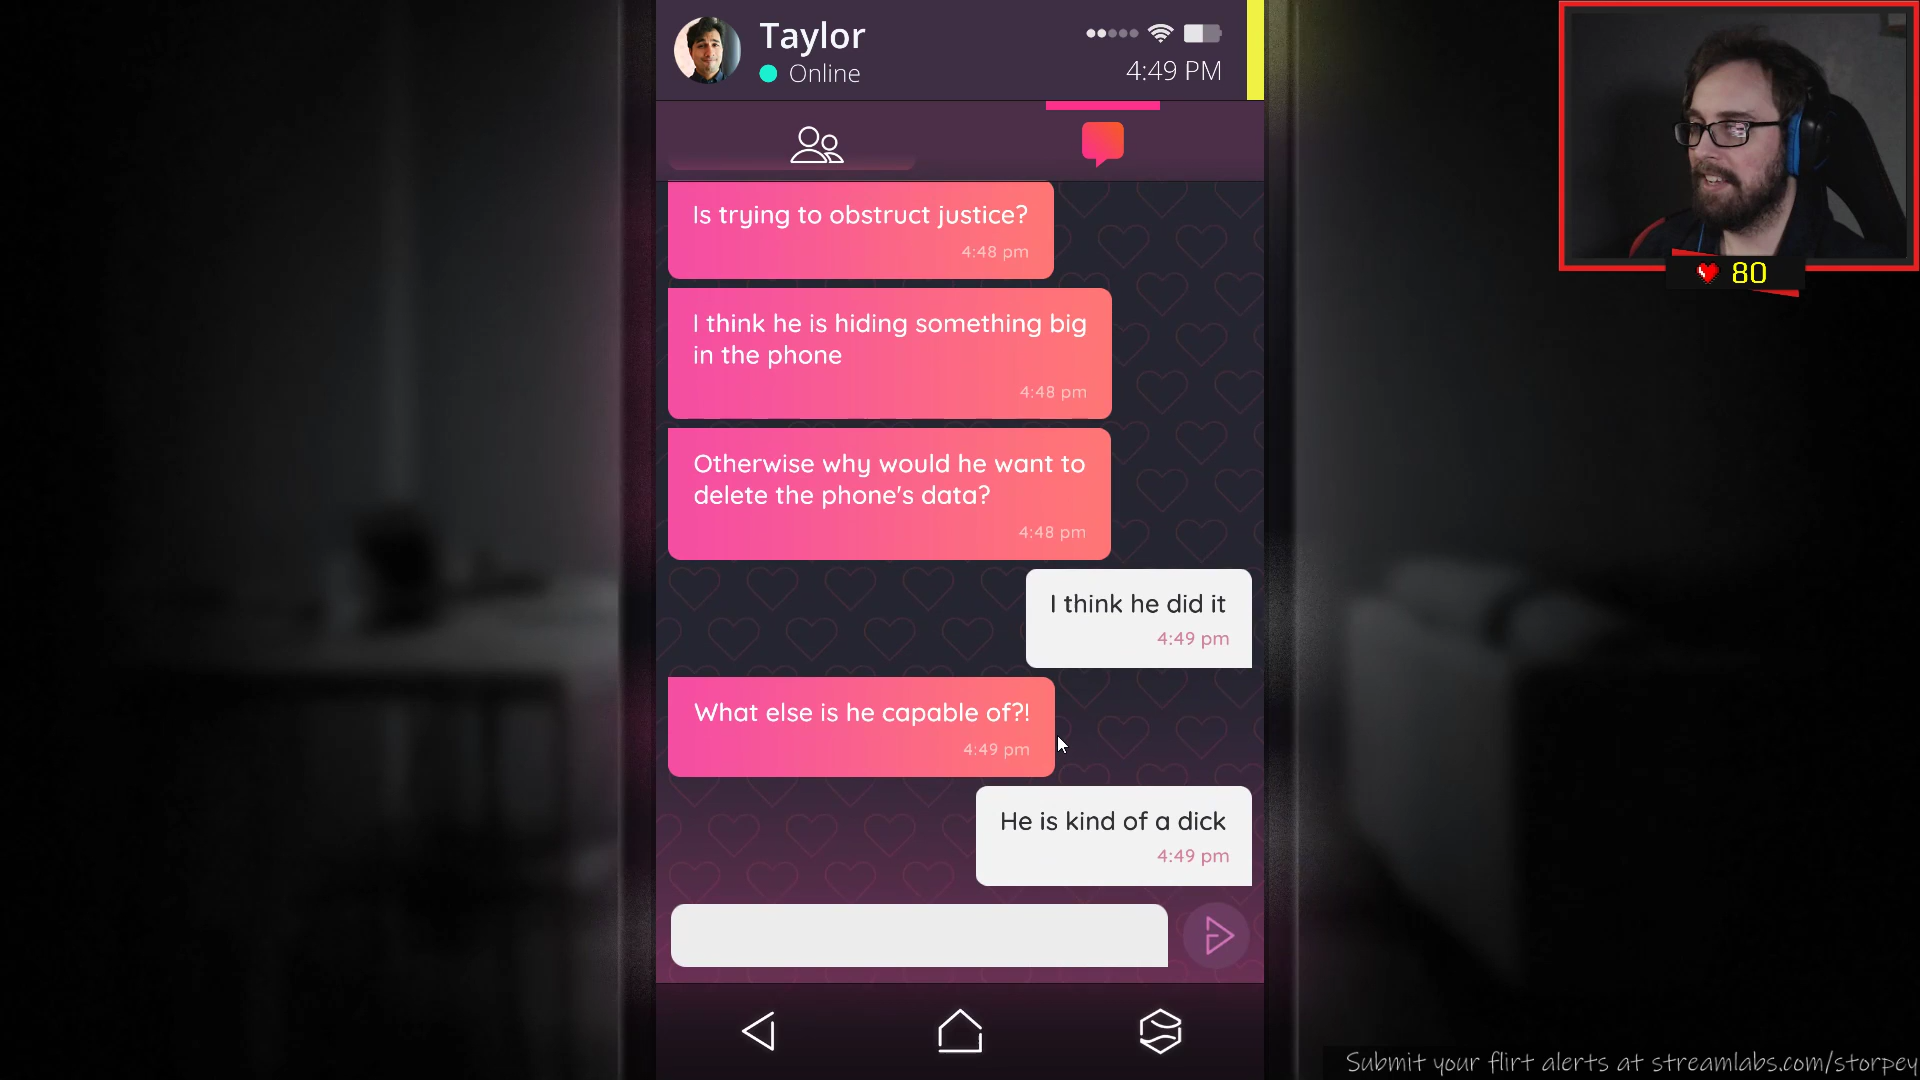 Taylor
Online
4:49 PM
80
Is trying to obstruct justice?
4:48 pm
I think he is hiding something big
in the phone
4:48 pm
Otherwise why would he want to
delete the phone's data?
4:48 pm
I think he did it
4:49 pm
What else is he capable of?!
4:49 pm
He is kind of a dick
4:49 pm
Submit your flirt alerts at streamlabs.com/storpey